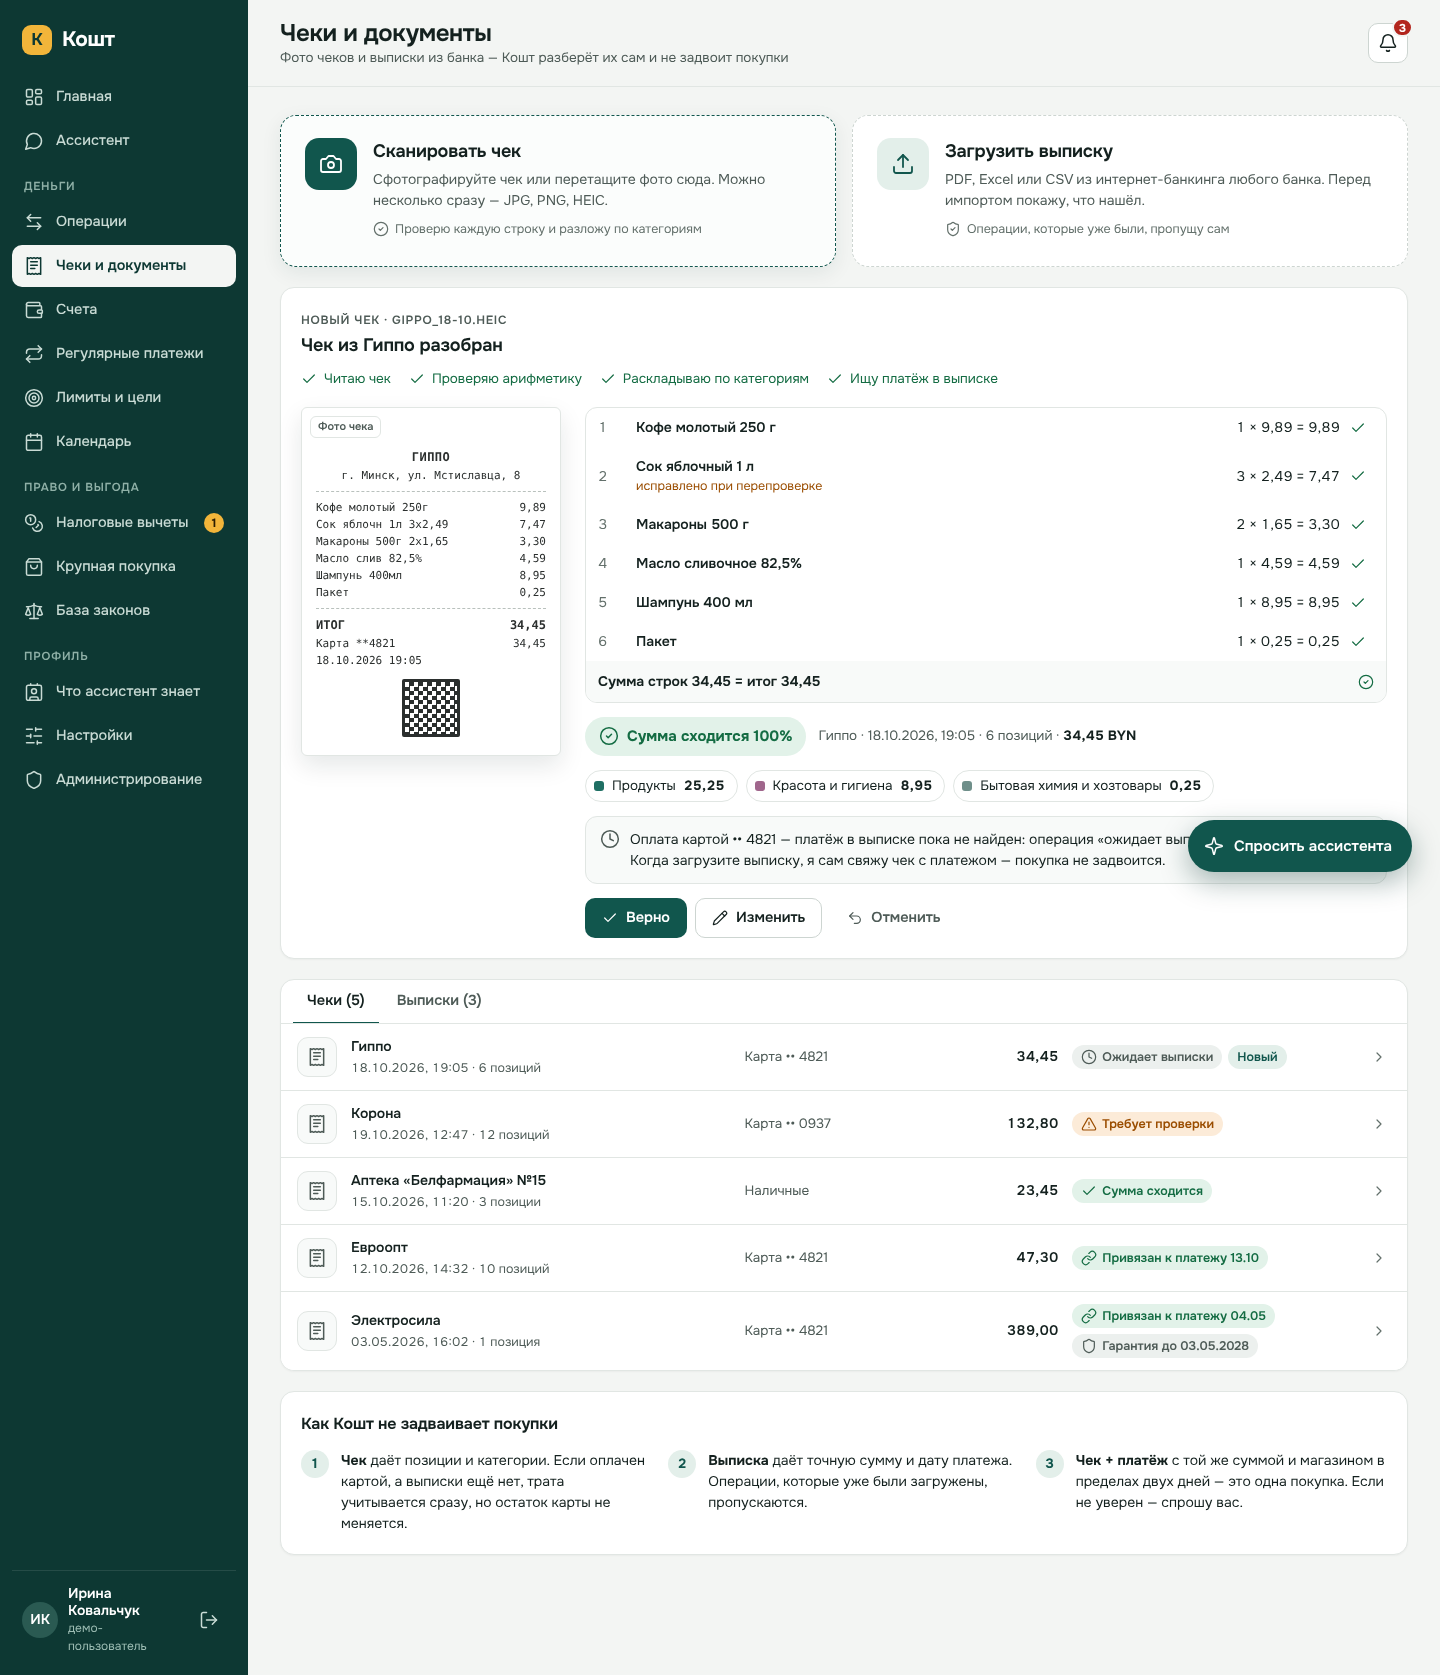 К Кошт
Главная
Ассистент
ДЕНЬГИ
Операции
Чеки и документы
Счета
Регулярные платежи
Лимиты и цели
Календарь
ПРАВО И ВЫГОДА
Налоговые вычеты 1
Крупная покупка
База законов
ПРОФИЛЬ
Что ассистент знает
Настройки
Администрирование
ИК
Ирина
Ковальчук
демо-
пользователь
Чеки и документы
Фото чеков и выписки из банка — Кошт разберёт их сам и не задвоит покупки
3
Сканировать чек
Сфотографируйте чек или перетащите фото сюда. Можно
несколько сразу — JPG, PNG, HEIC.
Проверю каждую строку и разложу по категориям
Загрузить выписку
PDF, Excel или CSV из интернет-банкинга любого банка. Перед
импортом покажу, что нашёл.
Операции, которые уже были, пропущу сам
НОВЫЙ ЧЕК · GIPPO_18-10.HEIC
Чек из Гиппо разобран
Читаю чек Проверяю арифметику Раскладываю по категориям Ищу платёж в выписке
Фото чека
ГИППО
г. Минск, ул. Мстиславца, 8
Кофе молотый 250г 9,89
Сок яблочн 1л 3х2,49 7,47
Макароны 500г 2х1,65 3,30
Масло слив 82,5% 4,59
Шампунь 400мл 8,95
Пакет 0,25
ИТОГ 34,45
Карта **4821 34,45
18.10.2026 19:05
1 Кофе молотый 250 г 1 × 9,89 = 9,89
2 Сок яблочный 1 л 3 × 2,49 = 7,47
исправлено при перепроверке
3 Макароны 500 г 2 × 1,65 = 3,30
4 Масло сливочное 82,5% 1 × 4,59 = 4,59
5 Шампунь 400 мл 1 × 8,95 = 8,95
6 Пакет 1 × 0,25 = 0,25
Сумма строк 34,45 = итог 34,45
Сумма сходится 100% Гиппо · 18.10.2026, 19:05 · 6 позиций · 34,45 BYN
Продукты 25,25 Красота и гигиена 8,95 Бытовая химия и хозтовары 0,25
Оплата картой •• 4821 — платёж в выписке пока не найден: операция «ожидает
Когда загрузите выписку, я сам свяжу чек с платежом — покупка не задвоится.
Спросить ассистента
Верно Изменить Отменить
Чеки (5) Выписки (3)
Гиппо
18.10.2026, 19:05 · 6 позиций
Карта •• 4821 34,45 Ожидает выписки Новый
Корона
19.10.2026, 12:47 · 12 позиций
Карта •• 0937 132,80 Требует проверки
Аптека «Белфармация» №15
15.10.2026, 11:20 · 3 позиции
Наличные 23,45 Сумма сходится
Евроопт
12.10.2026, 14:32 · 10 позиций
Карта •• 4821 47,30 Привязан к платежу 13.10
Электросила
03.05.2026, 16:02 · 1 позиция
Карта •• 4821 389,00 Привязан к платежу 04.05
Гарантия до 03.05.2028
Как Кошт не задваивает покупки
1
Чек даёт позиции и категории. Если оплачен
картой, а выписки ещё нет, трата
учитывается сразу, но остаток карты не
меняется.
2
Выписка даёт точную сумму и дату платежа.
Операции, которые уже были загружены,
пропускаются.
3
Чек + платёж с той же суммой и магазином в
пределах двух дней — это одна покупка. Если
не уверен — спрошу вас.